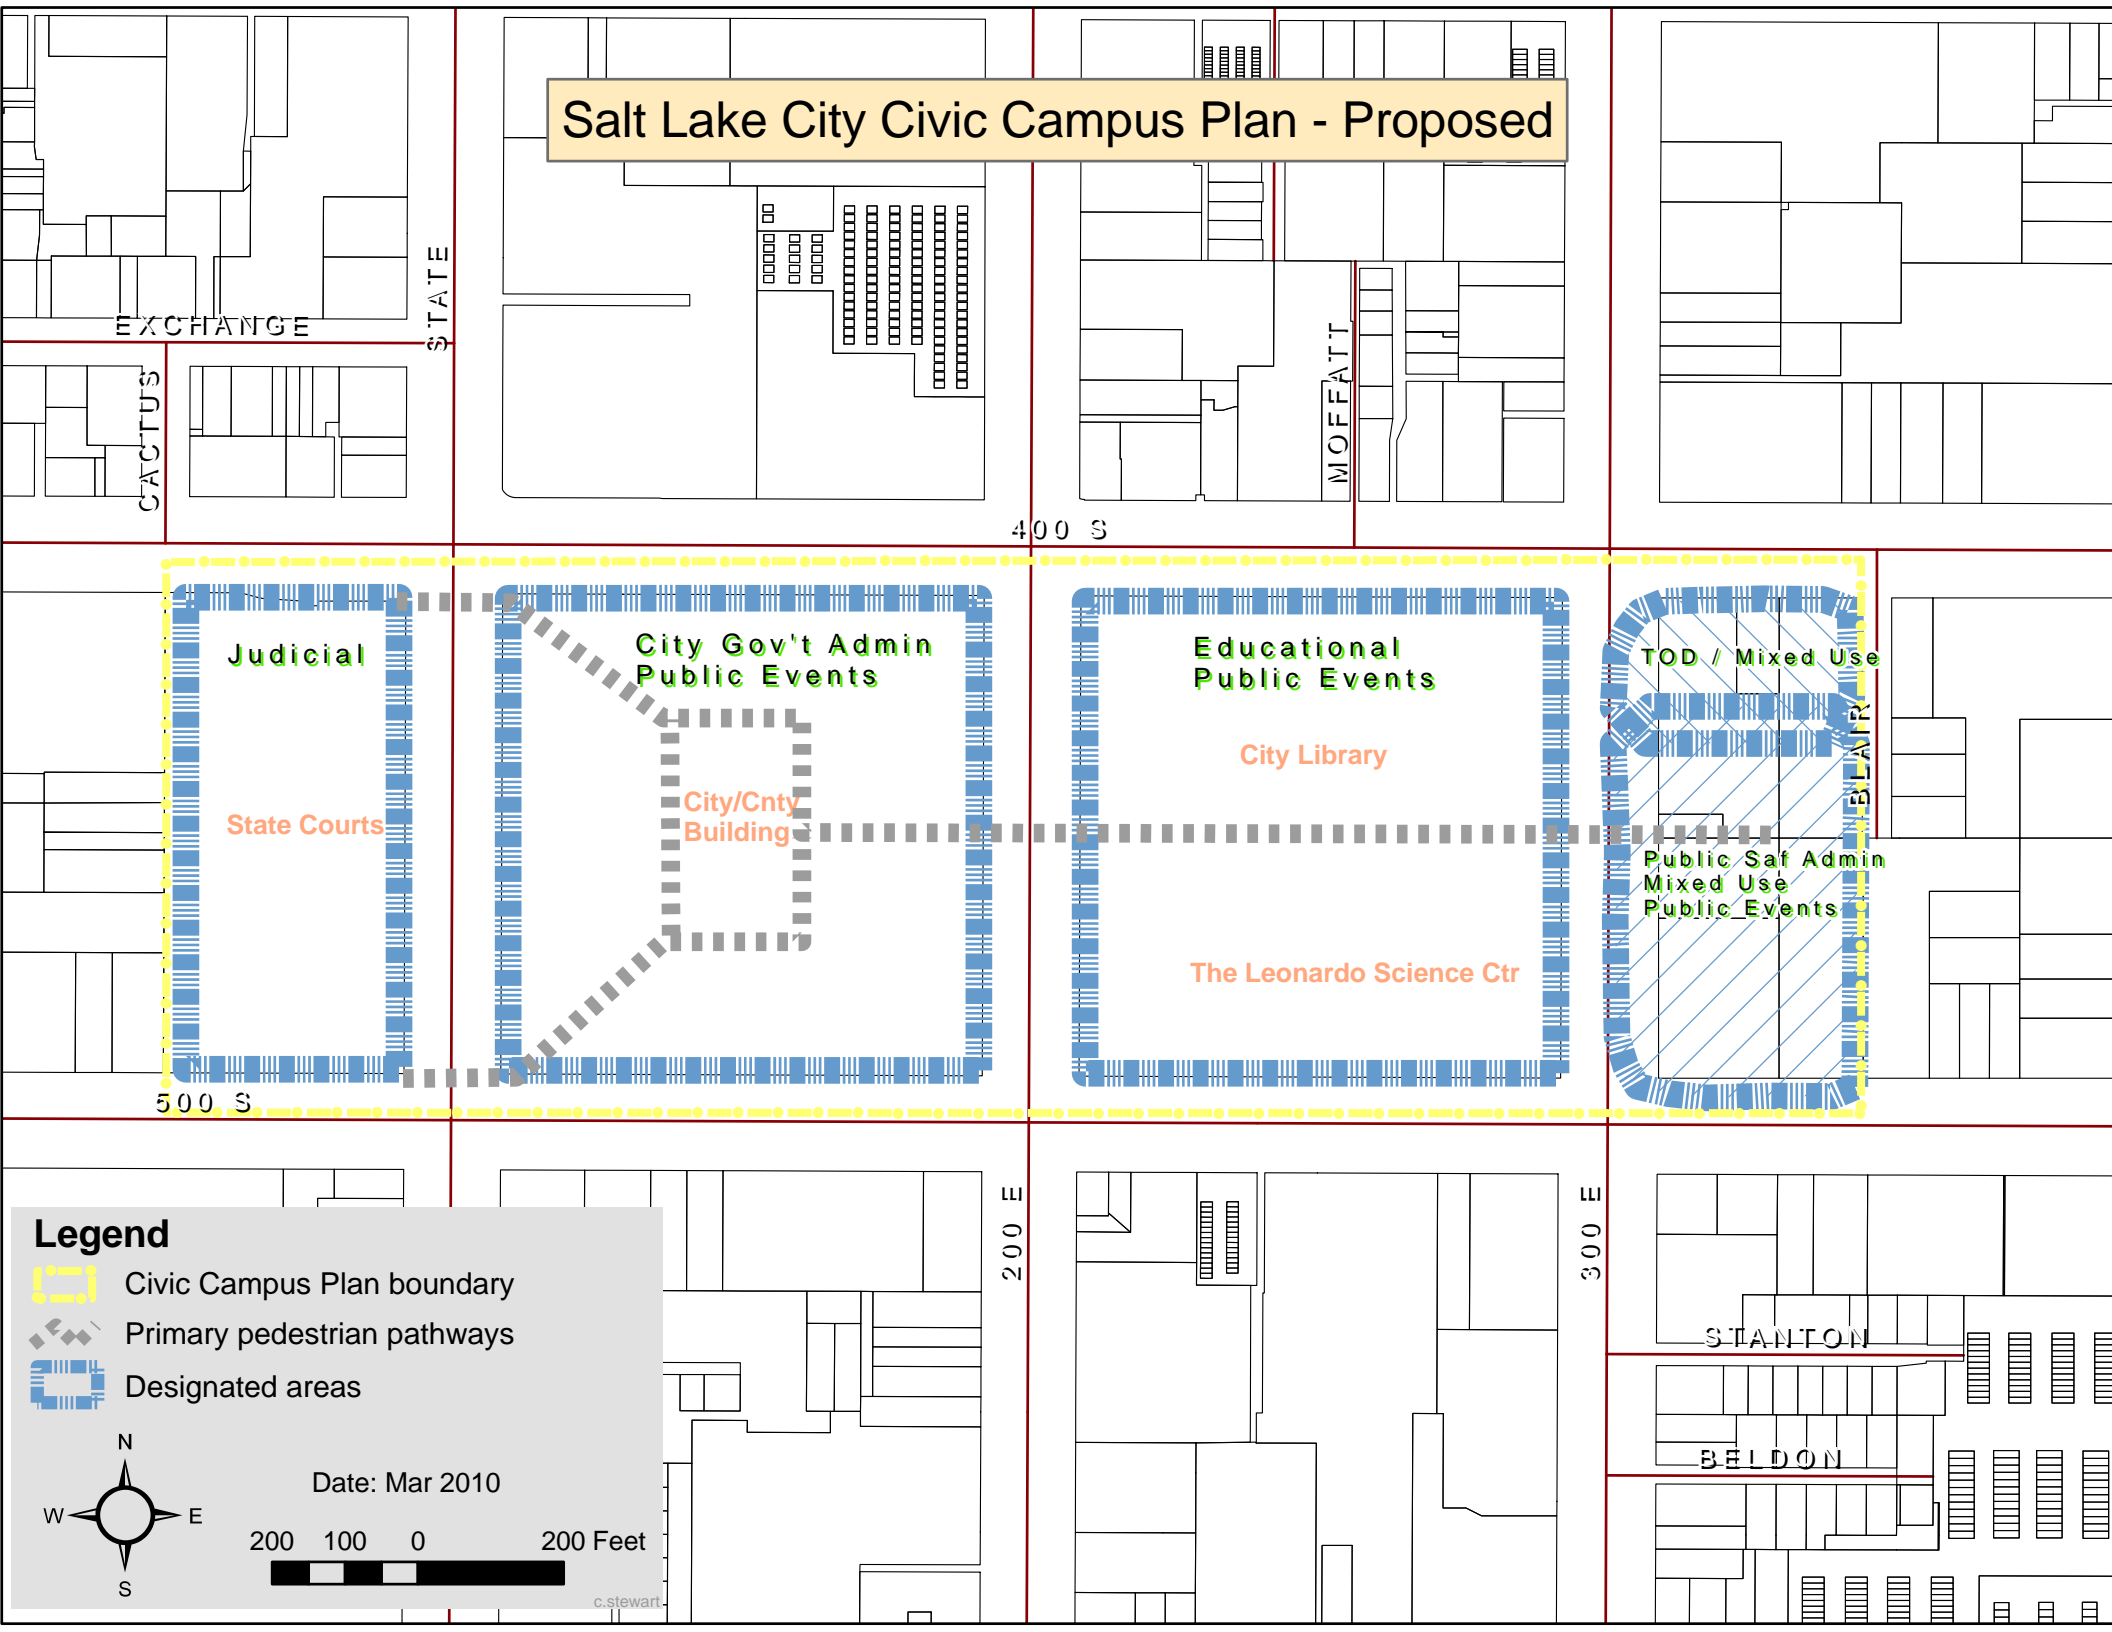 Salt Lake City Civic Campus Plan - Proposed
STATE
EXCHANGE
CACTUS
MOFFATT
400 S
Judicial
City Gov't Admin
Public Events
Educational
Public Events
TOD / Mixed Use
BLAIR
City Library
State Courts
City/Cnty
Building
Public Saf Admin
Mixed Use
Public Events
The Leonardo Science Ctr
500 S
200 E
300 E
STANTON
BELDON
Legend
Civic Campus Plan boundary
Primary pedestrian pathways
Designated areas
N
W E
S
Date: Mar 2010
200 100 0 200 Feet
c.stewart